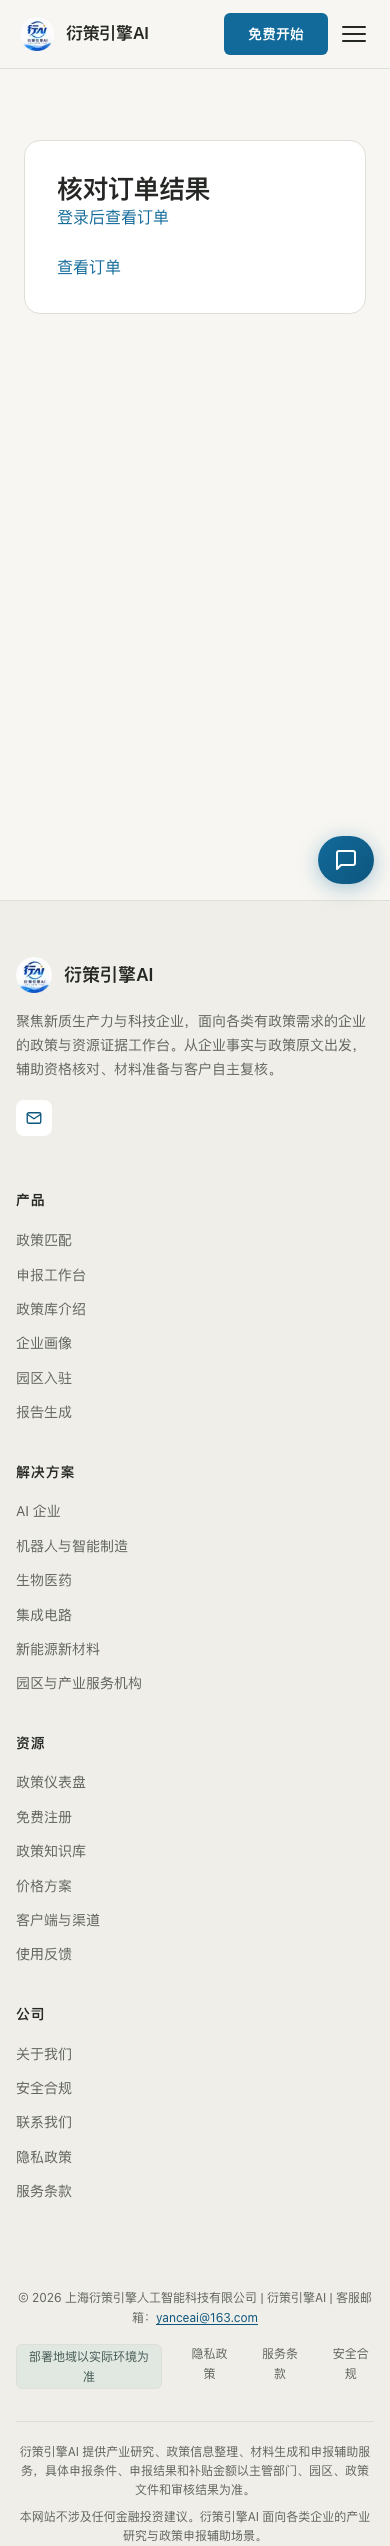 衍策引擎AI
免费开始
核对订单结果
登录后查看订单
查看订单
衍策引擎AI
聚焦新质生产力与科技企业，面向各类有政策需求的企业
的政策与资源证据工作台。从企业事实与政策原文出发，
辅助资格核对、材料准备与客户自主复核。
产品
政策匹配
申报工作台
政策库介绍
企业画像
园区入驻
报告生成
解决方案
AI 企业
机器人与智能制造
生物医药
集成电路
新能源新材料
园区与产业服务机构
资源
政策仪表盘
免费注册
政策知识库
价格方案
客户端与渠道
使用反馈
公司
关于我们
安全合规
联系我们
隐私政策
服务条款
© 2026 上海衍策引擎人工智能科技有限公司 | 衍策引擎AI | 客服邮
箱：yanceai@163.com
部署地域以实际环境为
准
隐私政
策
服务条
款
安全合
规
衍策引擎AI 提供产业研究、政策信息整理、材料生成和申报辅助服
务，具体申报条件、申报结果和补贴金额以主管部门、园区、政策
文件和审核结果为准。
本网站不涉及任何金融投资建议。衍策引擎AI 面向各类企业的产业
研究与政策申报辅助场景。